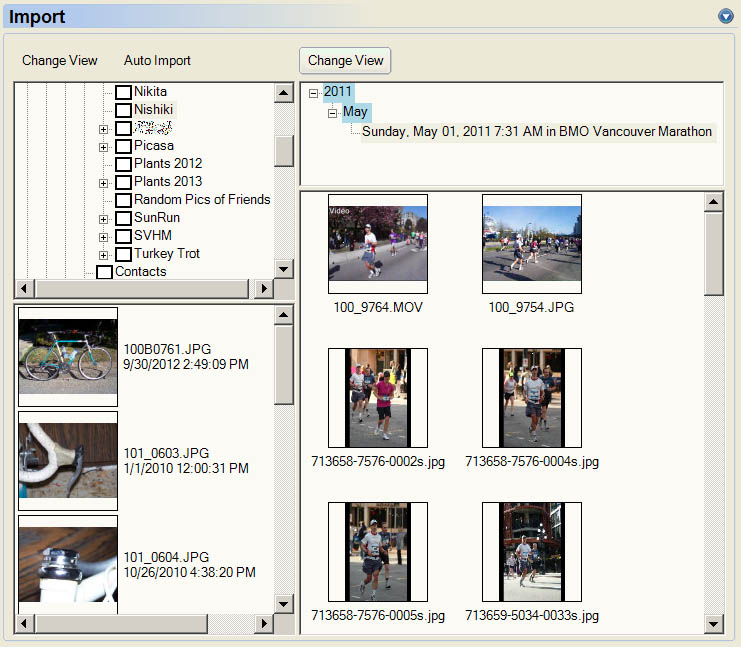 Import
Change View
Auto Import
Nikita
Nishiki
Picasa
Plants 2012
Plants 2013
Random Pics of Friends
SunRun
SVHM
Turkey Trot
Contacts
100B0761.JPG
9/30/2012 2:49:09 PM
101_0603.JPG
1/1/2010 12:00:31 PM
101_0604.JPG
10/26/2010 4:38:20 PM
Change View
2011
May
Sunday, May 01, 2011 7:31 AM in BMO Vancouver Marathon
Video
100_9764.MOV
100_9754.JPG
713658-7576-0002s.jpg
713658-7576-0004s.jpg
713658-7576-0005s.jpg
713659-5034-0033s.jpg